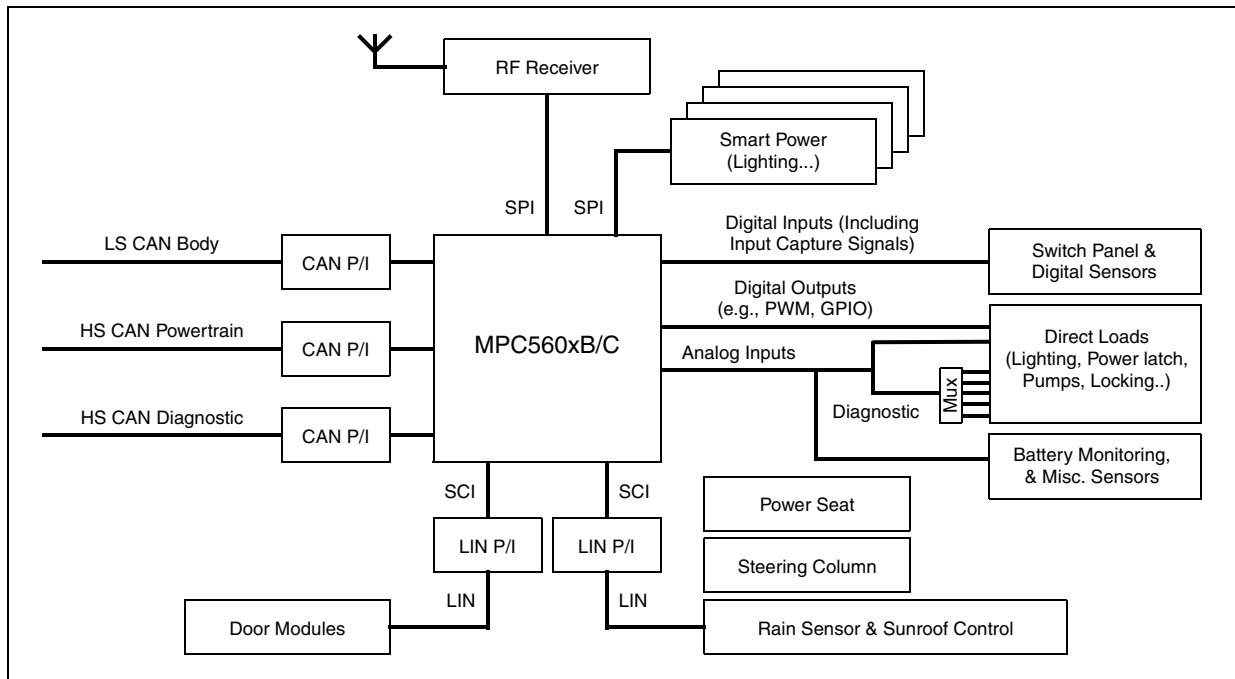 RF Receiver
Smart Power
(Lighting...)
SPI
SPI
LS CAN Body
CAN P/I
Digital Inputs (Including
Input Capture Signals)
Switch Panel &
Digital Sensors
HS CAN Powertrain
CAN P/I
MPC560xB/C
Digital Outputs
(e.g., PWM, GPIO)
Analog Inputs
Direct Loads
(Lighting, Power latch,
Pumps, Locking..)
Mux
Diagnostic
HS CAN Diagnostic
CAN P/I
Battery Monitoring,
& Misc. Sensors
SCI
SCI
Power Seat
LIN P/I
LIN P/I
Steering Column
LIN
LIN
Door Modules
Rain Sensor & Sunroof Control